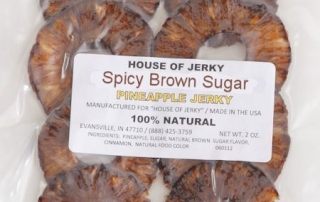 HOUSE OF JERKY
Spicy Brown Sugar
PINEAPPLE JERKY
MANUFACTURED FOR "HOUSE OF JERKY" / MADE IN THE USA
100% NATURAL
EVANSVILLE, IN 47710 / (888) 425-3759 NET WT. 2 OZ.
INGREDIENTS: PINEAPPLE, SUGAR, NATURAL BROWN SUGAR FLAVOR,
CINNAMON, NATURAL FOOD COLOR 060112